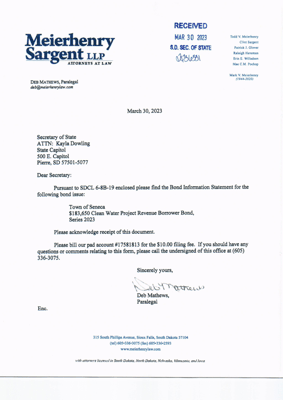 Meierhenry
Sargent LLP
ATTORNEYS AT LAW
RECEIVED
MAR 30 2023
S.D. SEC. OF STATE
Todd V. Meierhenry
Clint Sargent
Patrick J. Glover
Raleigh Hansman
Mark V. Meierhenry
DEB MATHEWS, Paralegal
deb@meierhenrylaw.com
March 30, 2023
Secretary of State
ATTN: Kayla Dowling
State Capitol
500 E. Capitol
Pierre, SD 57501-5077
Dear Secretary:
Pursuant to SDCL 6-8B-19 enclosed please find the Bond Information Statement for the
following bond issue:
Town of Seneca
$183,650 Clean Water Project Revenue Borrower Bond,
Series 2023
Please acknowledge receipt of this document.
Please bill our pad account #17581813 for the $10.00 filing fee. If you should have any
questions or comments relating to this form, please call the undersigned of this office at (605)
336-3075.
Sincerely yours,
Deb Mathews
Deb Mathews,
Paralegal
Enc.
315 South Phillips Avenue, Sioux Falls, South Dakota 57104
(tel) 605-336-3075 (fax) 605-336-2593
www.meierhenrylaw.com
with attorneys licensed in South Dakota, North Dakota, Nebraska, Minnesota, and Iowa